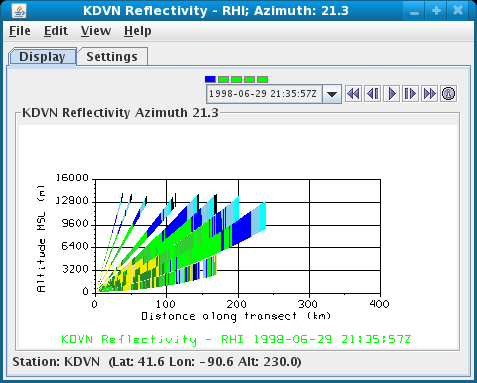 KDVN Reflectivity - RHI; Azimuth: 21.3
File Edit View Help
Display Settings
1998-06-29 21:35:57Z
KDVN Reflectivity Azimuth 21.3
16000
12900
9600
6400
3200
0
Altitude MSL (m)
0 100 200 300 400
Distance along transect (km)
KDVN Reflectivity - RHI 1998-06-29 21:35:57Z
Station: KDVN (Lat: 41.6 Lon: -90.6 Alt: 230.0)